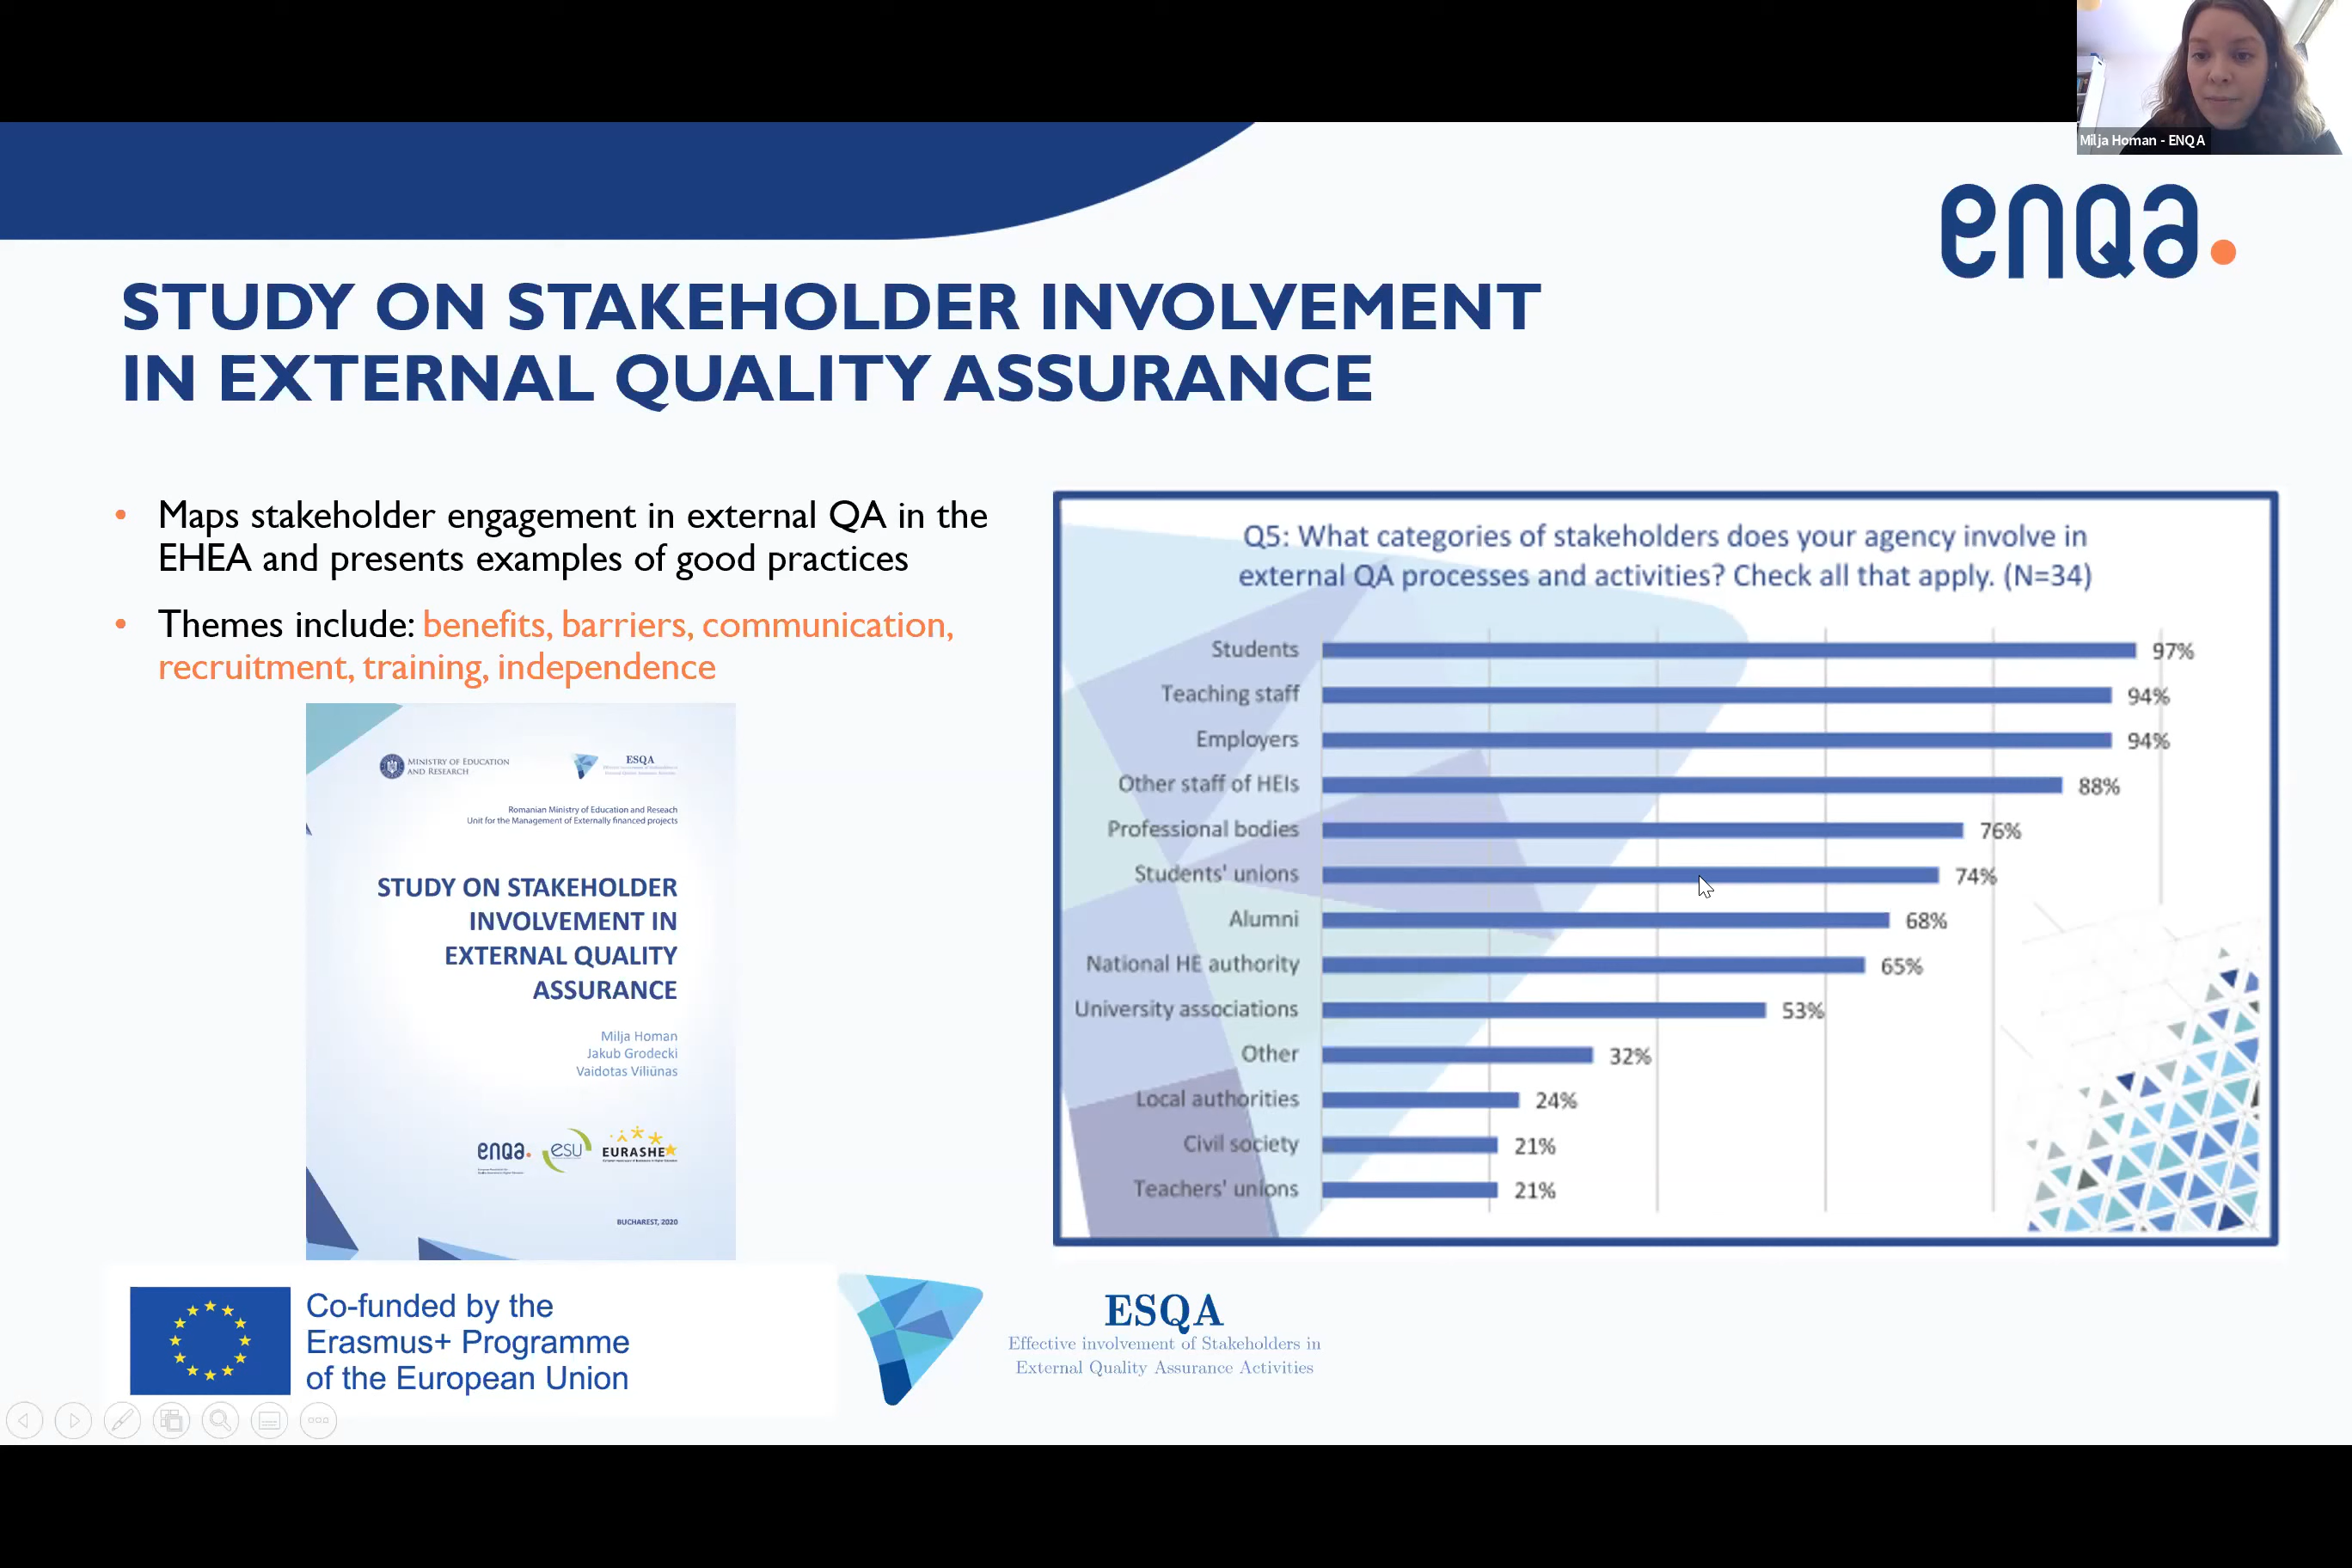 Milja Homan - ENQA
enqa.
STUDY ON STAKEHOLDER INVOLVEMENT
IN EXTERNAL QUALITY ASSURANCE
• Maps stakeholder engagement in external QA in the
EHEA and presents examples of good practices
• Themes include: benefits, barriers, communication,
recruitment, training, independence
MINISTRY OF EDUCATION
AND RESEARCH
ESQA
Romanian Ministry of Education and Reseach
Unit for the Management of Externally financed projects
STUDY ON STAKEHOLDER
INVOLVEMENT IN
EXTERNAL QUALITY
ASSURANCE
Milja Homan
Jakub Grodecki
Vaidotas Viliūnas
enqa.
esu
EURASHE
BUCHAREST, 2020
Q5: What categories of stakeholders does your agency involve in
external QA processes and activities? Check all that apply. (N=34)
Students 97%
Teaching staff 94%
Employers 94%
Other staff of HEIs 88%
Professional bodies 76%
Students' unions 74%
Alumni 68%
National HE authority 65%
University associations 53%
Other 32%
Local authorities 24%
Civil society 21%
Teachers' unions 21%
Co-funded by the
Erasmus+ Programme
of the European Union
ESQA
Effective involvement of Stakeholders in
External Quality Assurance Activities